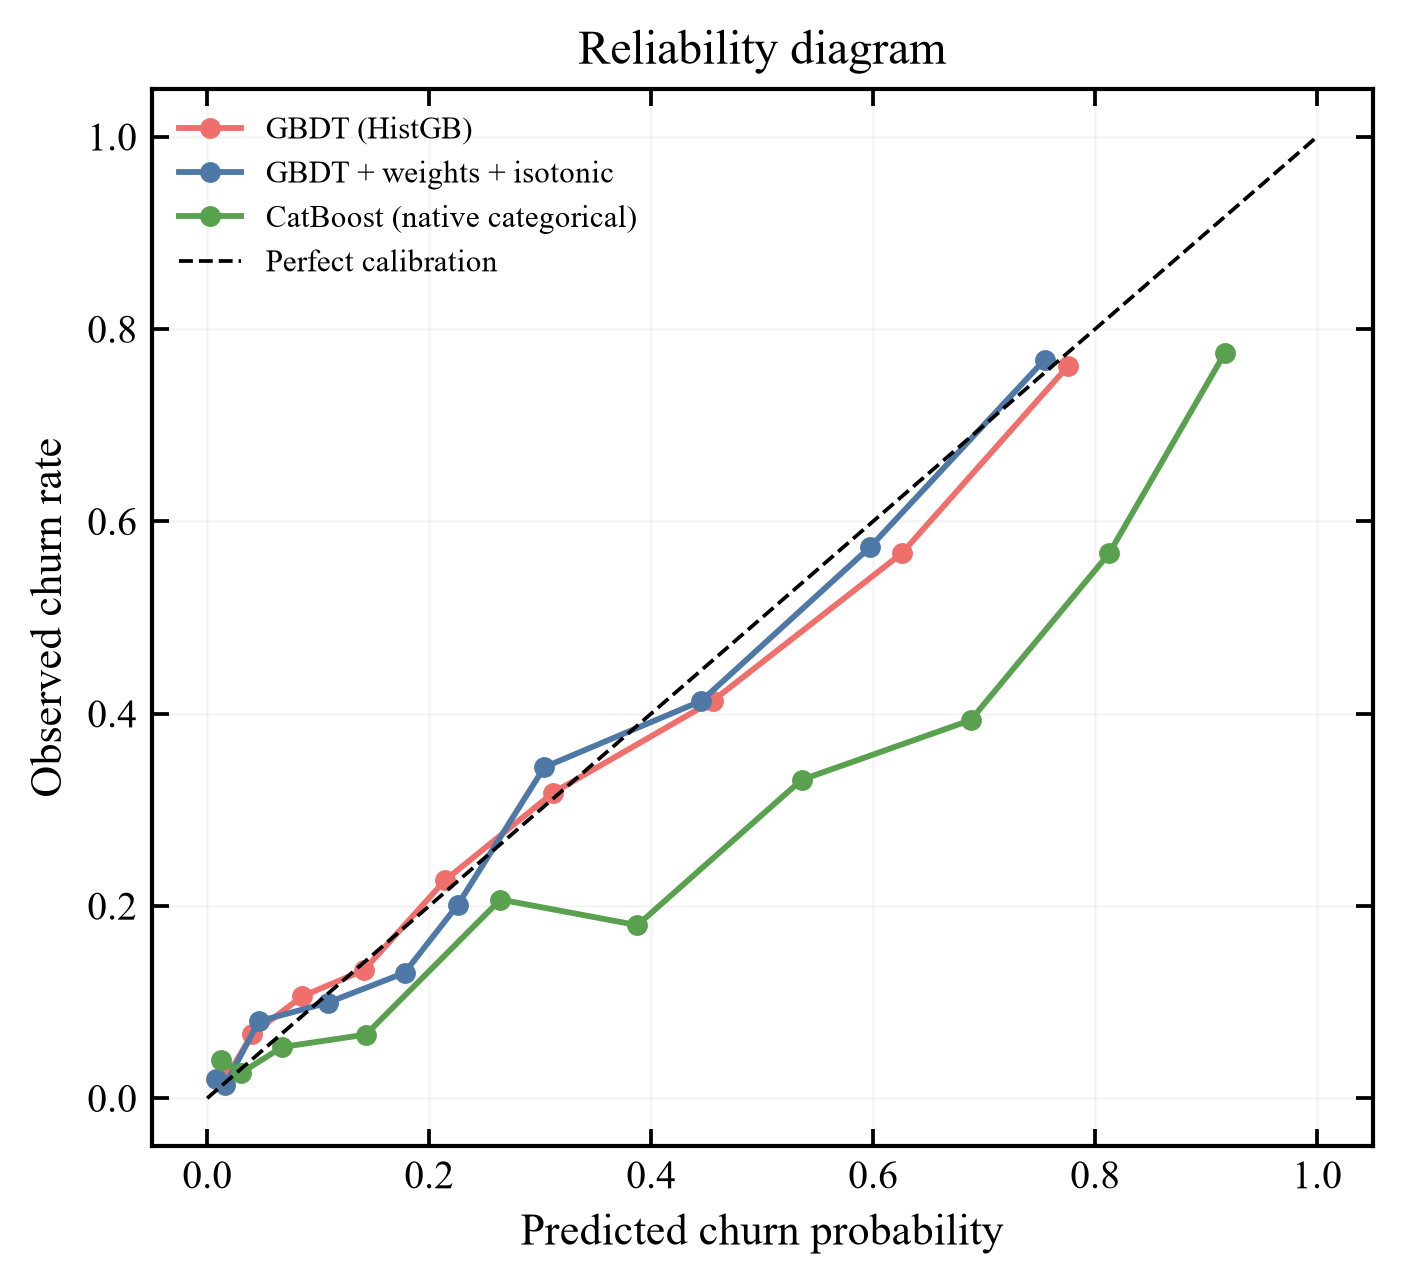 Reliability diagram
GBDT (HistGB)
GBDT + weights + isotonic
CatBoost (native categorical)
Perfect calibration
Observed churn rate
1.0
0.8
0.6
0.4
0.2
0.0
0.0 0.2 0.4 0.6 0.8 1.0
Predicted churn probability